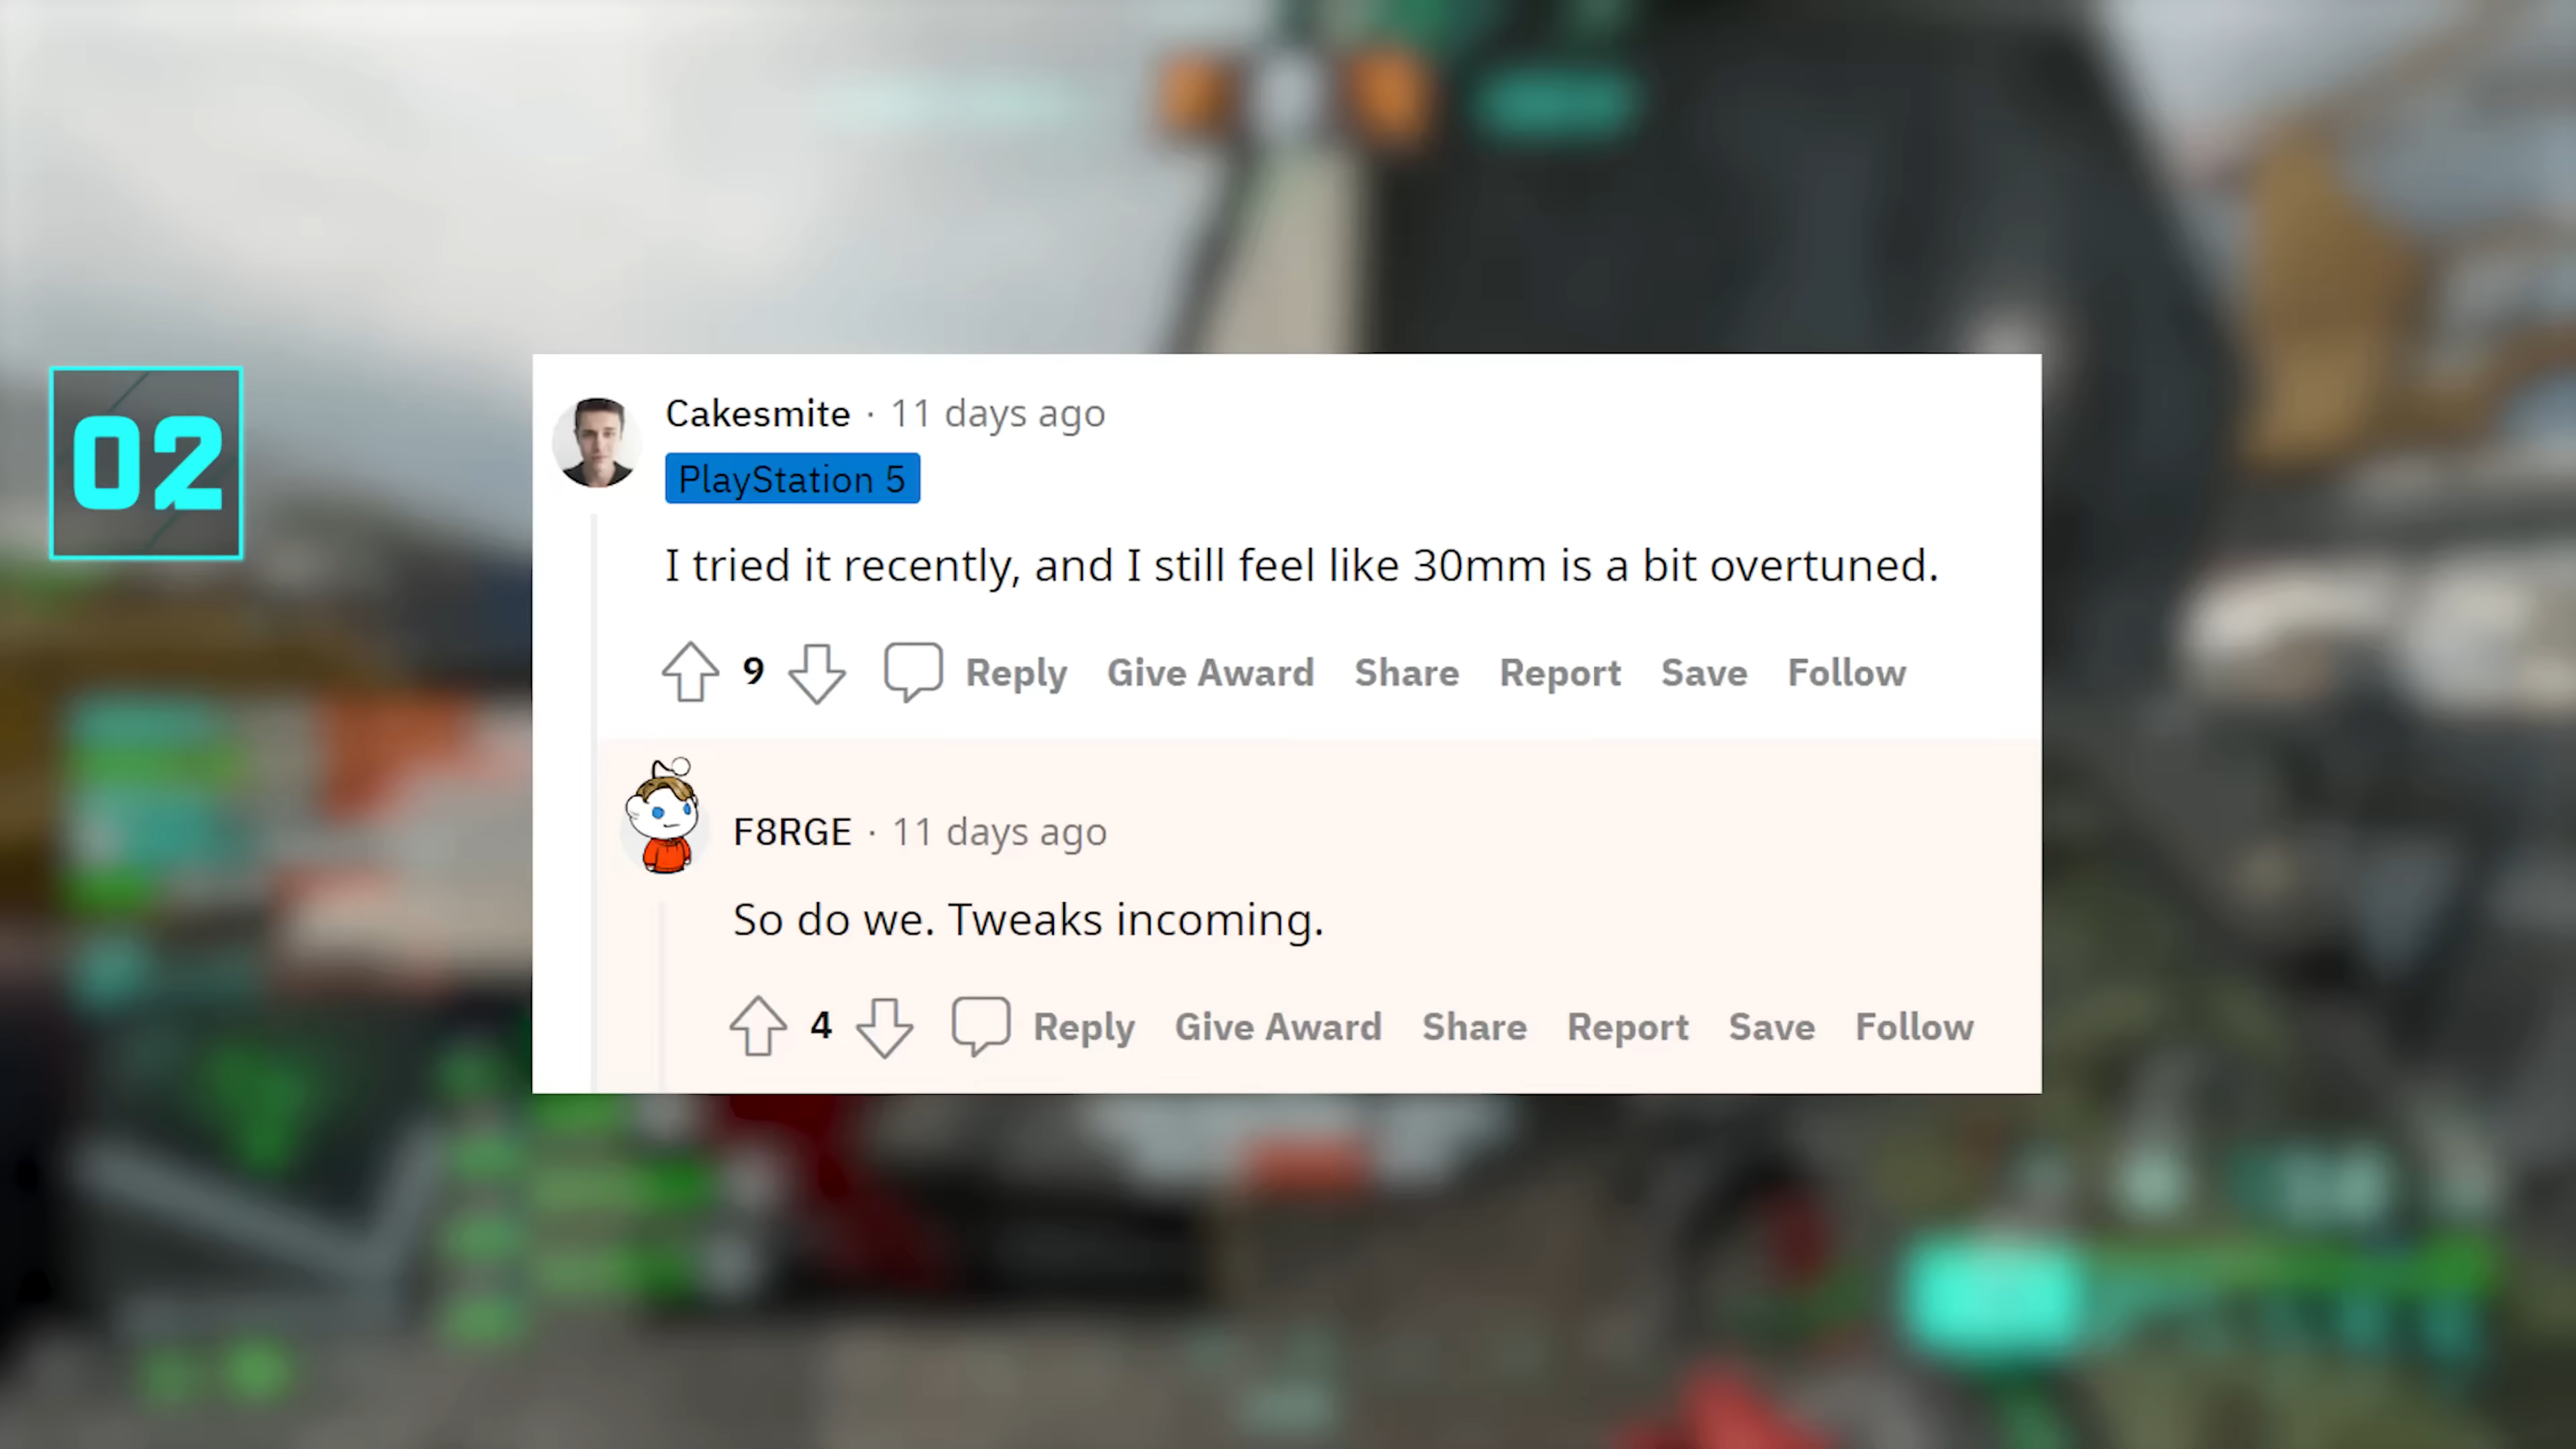 02
Cakesmite · 11 days ago
PlayStation 5
I tried it recently, and I still feel like 30mm is a bit overtuned.
9 Reply Give Award Share Report Save Follow
F8RGE · 11 days ago
So do we. Tweaks incoming.
4 Reply Give Award Share Report Save Follow